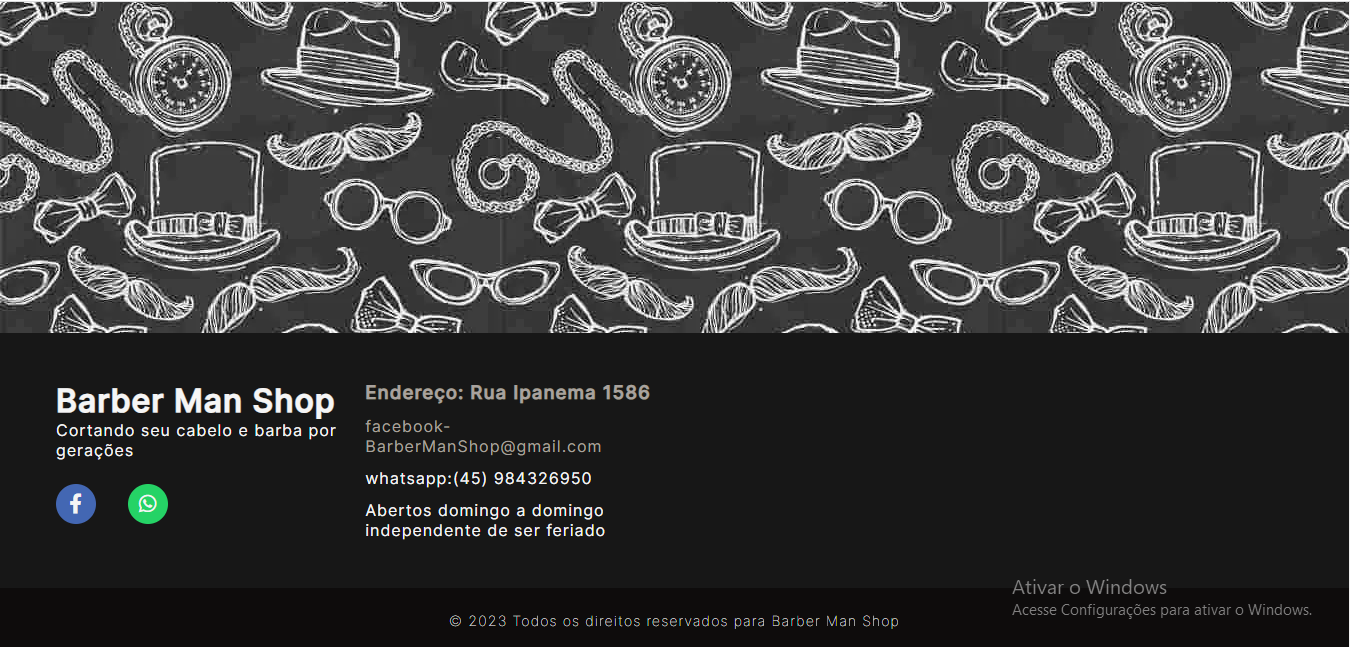 Barber Man Shop
Cortando seu cabelo e barba por
gerações
Endereço: Rua Ipanema 1586
facebook-
BarberManShop@gmail.com
whatsapp:(45) 984326950
Abertos domingo a domingo
independente de ser feriado
Ativar o Windows
Acesse Configurações para ativar o Windows.
© 2023 Todos os direitos reservados para Barber Man Shop